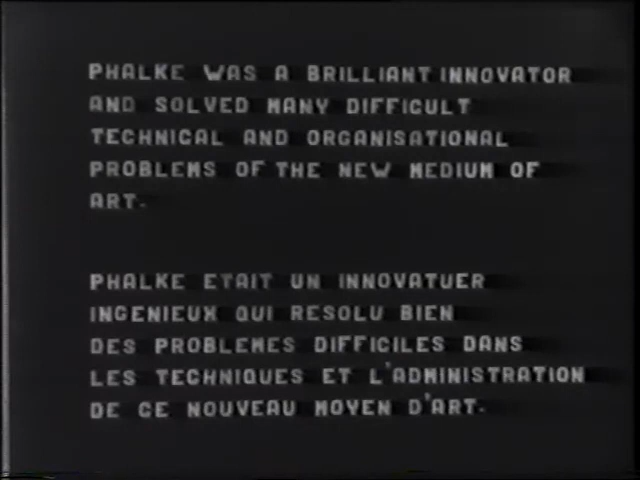 PHALKE WAS A BRILLIANT INNOVATOR
AND SOLVED MANY DIFFICULT
TECHNICAL AND ORGANISATIONAL
PROBLEMS OF THE NEW MEDIUM OF
ART.
PHALKE ETAIT UN INNOVATUER
INGENIEUX QUI RESOLU BIEN
DES PROBLEMES DIFFICILES DANS
LES TECHNIQUES ET L'ADMINISTRATION
DE CE NOUVEAU MOYEN D'ART.